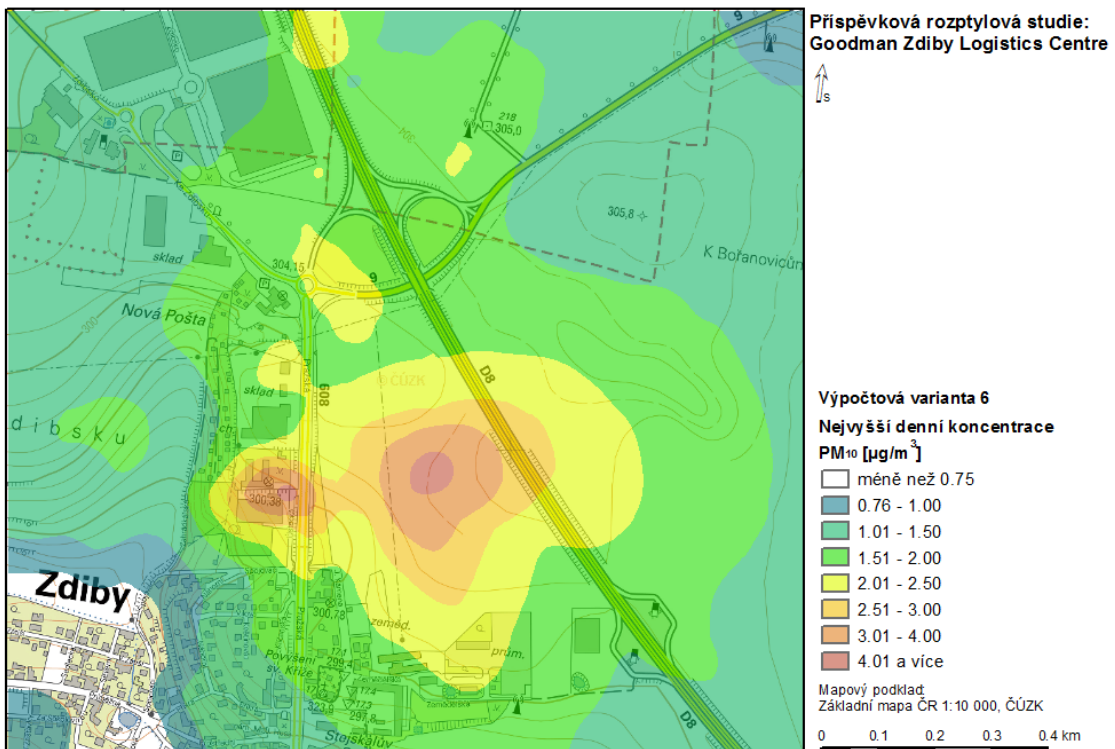 Příspěvková rozptylová studie:
Goodman Zdiby Logistics Centre
S
Výpočtová varianta 6
Nejvyšší denní koncentrace
PM10 [µg/m3]
méně než 0.75
0.76 - 1.00
1.01 - 1.50
1.51 - 2.00
2.01 - 2.50
2.51 - 3.00
3.01 - 4.00
4.01 a více
Mapový podklad:
Základní mapa ČR 1:10 000, ČÚZK
0 0.1 0.2 0.3 0.4 km
9
218
305,0
305,8
K Bořanovicům
sklad
304,15
9
Nová Pošta
300
ČÚZK
D8
608
Pražská
sklad
ch.
dibsku
300,38
Zdiby
300,78
Pražská
zeměd.
prům.
Povýšení
sv. Kříže
D8
Stejskalův